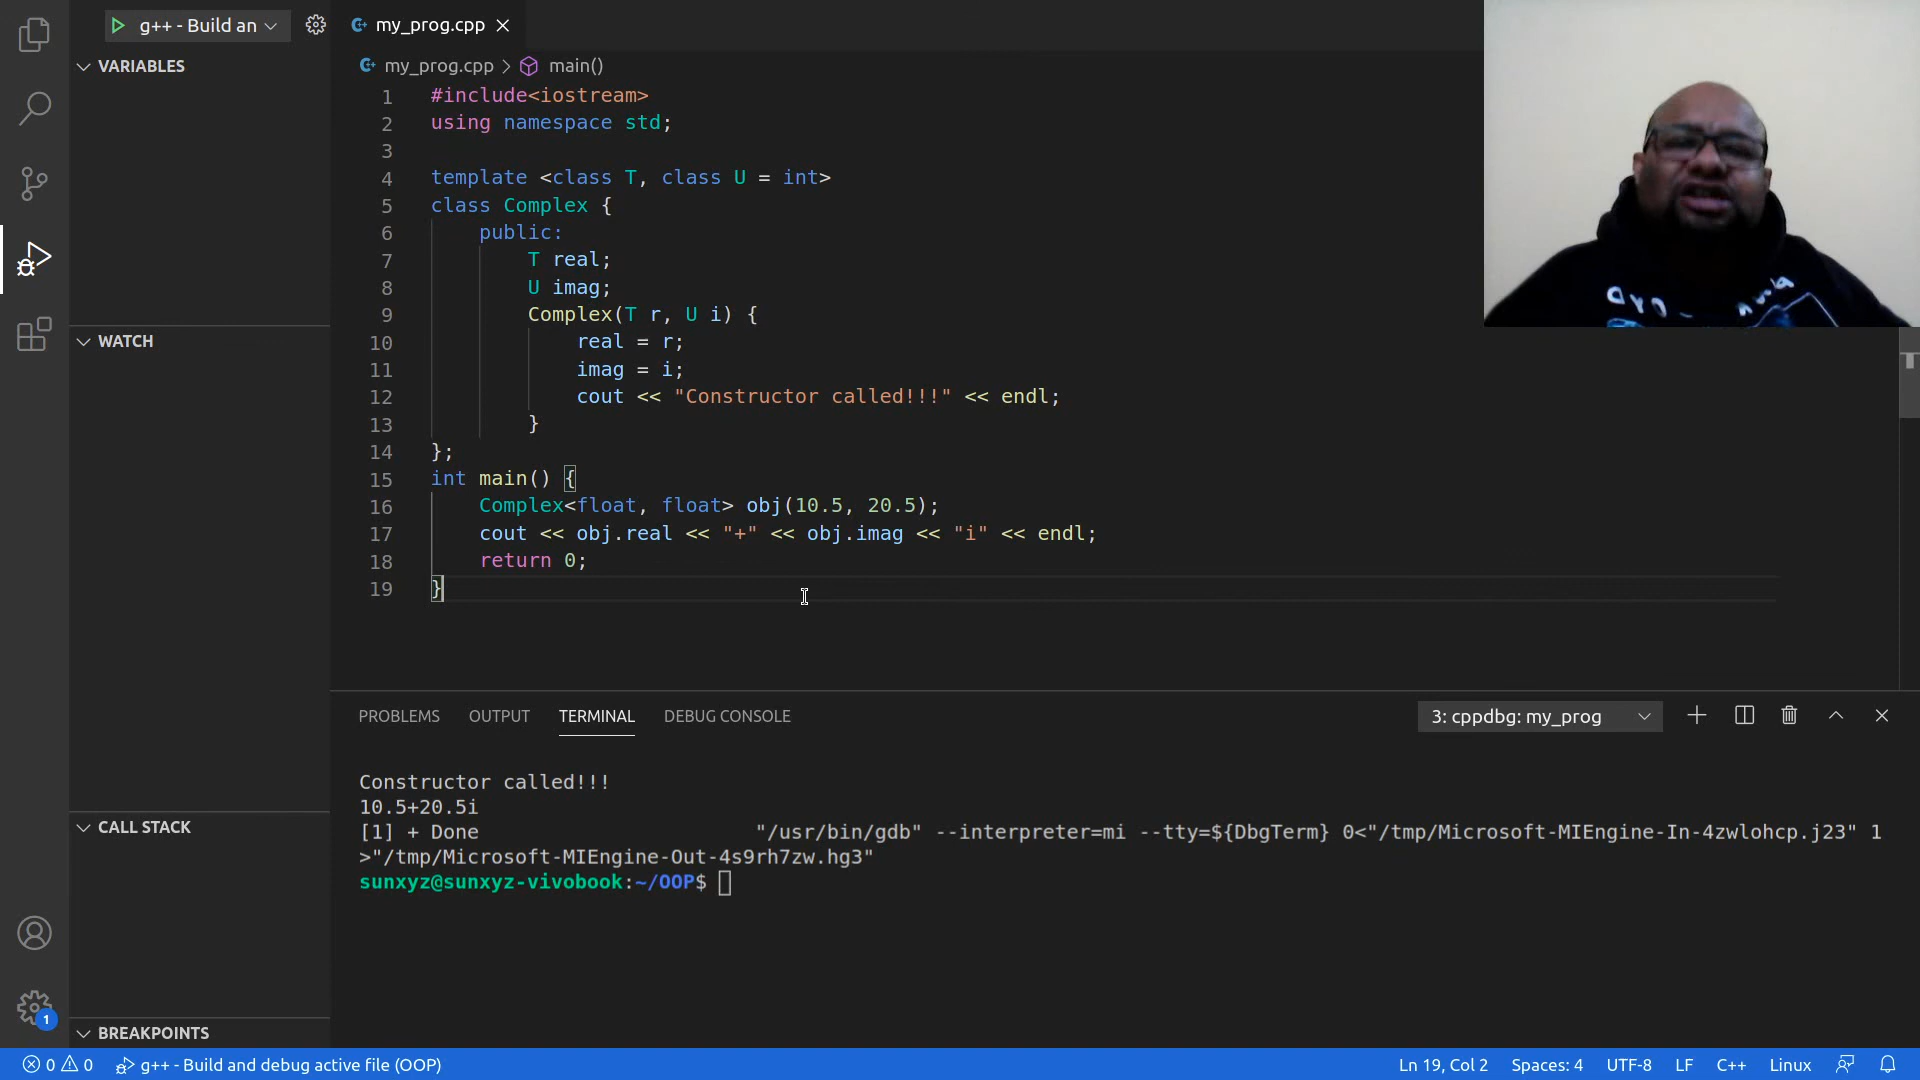 g++ - Build an
my_prog.cpp
VARIABLES
my_prog.cpp > main()
1 #include<iostream>
2 using namespace std;
3
4 template <class T, class U = int>
5 class Complex {
6 public:
7 T real;
8 U imag;
9 Complex(T r, U i) {
10 real = r;
11 imag = i;
12 cout << "Constructor called!!!" << endl;
13 }
14 };
15 int main() {
16 Complex<float, float> obj(10.5, 20.5);
17 cout << obj.real << "+" << obj.imag << "i" << endl;
18 return 0;
19 }
WATCH
CALL STACK
BREAKPOINTS
PROBLEMS OUTPUT TERMINAL DEBUG CONSOLE 3: cppdbg: my_prog
Constructor called!!!
10.5+20.5i
[1] + Done "/usr/bin/gdb" --interpreter=mi --tty=${DbgTerm} 0<"/tmp/Microsoft-MIEngine-In-4zwlohcp.j23" 1
>"/tmp/Microsoft-MIEngine-Out-4s9rh7zw.hg3"
sunxyz@sunxyz-vivobook:~/OOP$
1
0 0 g++ - Build and debug active file (OOP) Ln 19, Col 2 Spaces: 4 UTF-8 LF C++ Linux